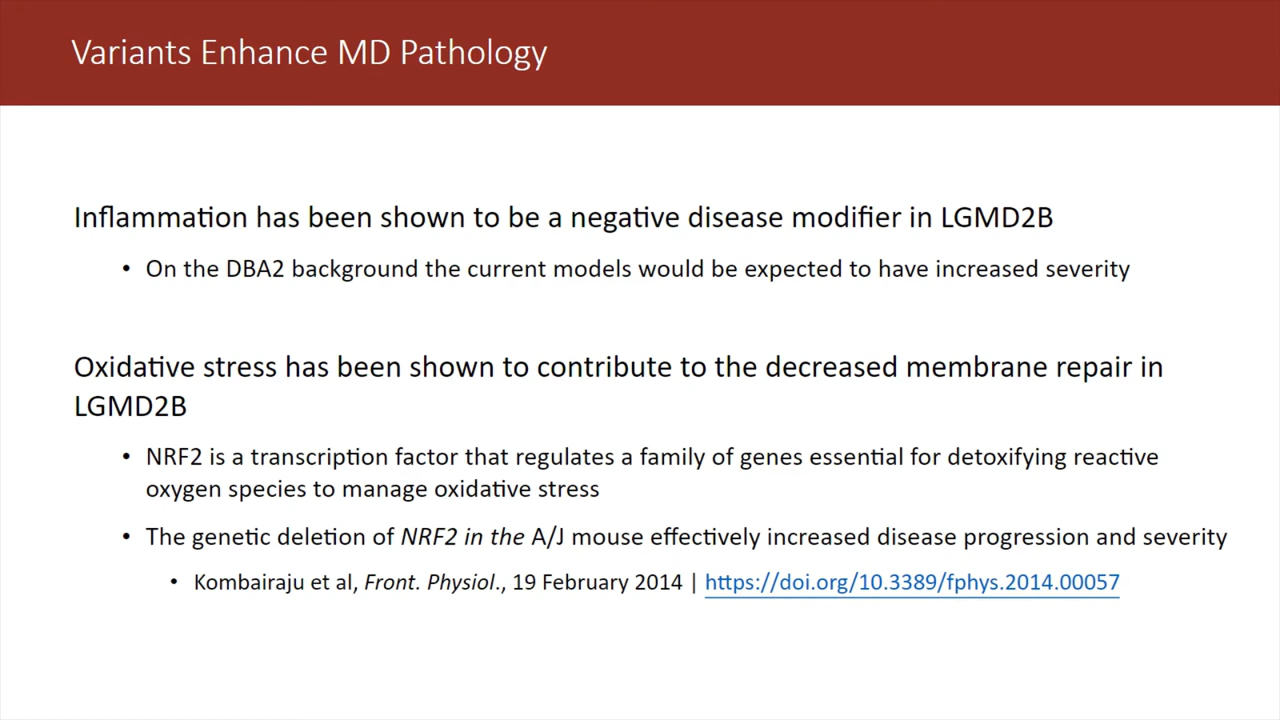 Variants Enhance MD Pathology
Inflammation has been shown to be a negative disease modifier in LGMD2B
• On the DBA2 background the current models would be expected to have increased severity
Oxidative stress has been shown to contribute to the decreased membrane repair in
LGMD2B
• NRF2 is a transcription factor that regulates a family of genes essential for detoxifying reactive
oxygen species to manage oxidative stress
• The genetic deletion of NRF2 in the A/J mouse effectively increased disease progression and severity
• Kombairaju et al, Front. Physiol., 19 February 2014 | https://doi.org/10.3389/fphys.2014.00057